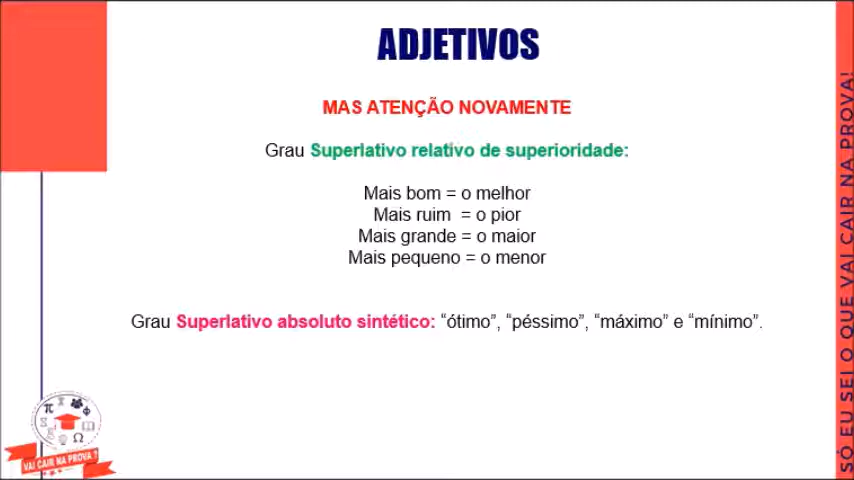 ADJETIVOS
MAS ATENÇÃO NOVAMENTE
Grau Superlativo relativo de superioridade:
Mais bom = o melhor
Mais ruim = o pior
Mais grande = o maior
Mais pequeno = o menor
Grau Superlativo absoluto sintético: “ótimo”, “péssimo”, “máximo” e “mínimo”.
SÓ EU SEI O QUE VAI CAIR NA PROVA!
VAI CAIR NA PROVA ?